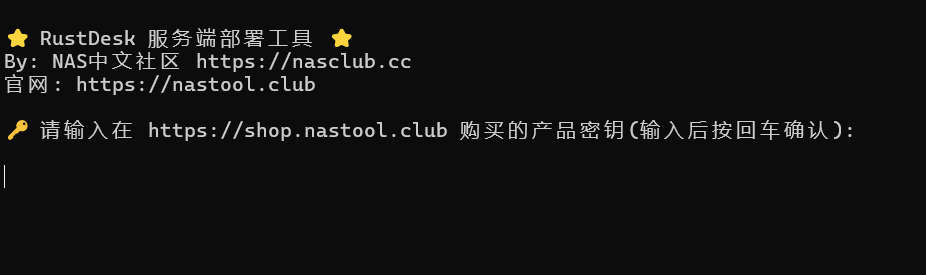 ⭐ RustDesk 服务端部署工具 ⭐
By: NAS中文社区 https://nasclub.cc
官网: https://nastool.club
🔑 请输入在 https://shop.nastool.club 购买的产品密钥(输入后按回车确认):